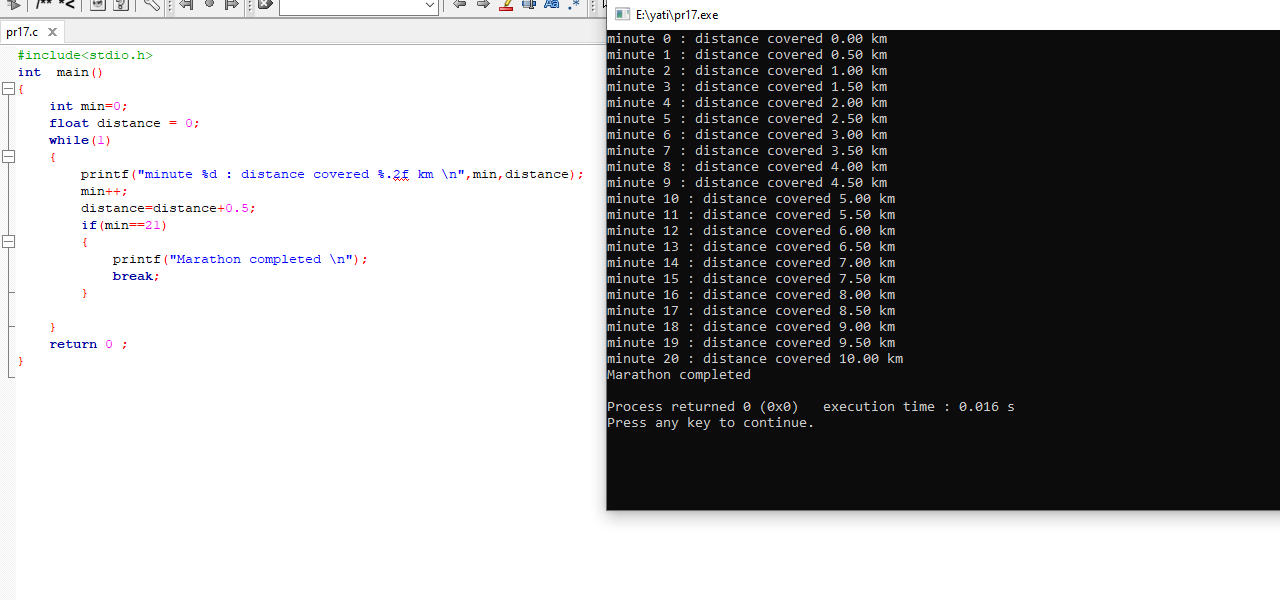 pr17.c
#include<stdio.h>
int  main()
{
    int min=0;
    float distance = 0;
    while(1)
    {
        printf("minute %d : distance covered %.2f km \n",min,distance);
        min++;
        distance=distance+0.5;
        if(min==21)
        {
            printf("Marathon completed \n");
            break;
        }
    }
    return 0 ;
}
E:\yati\pr17.exe
minute 0 : distance covered 0.00 km
minute 1 : distance covered 0.50 km
minute 2 : distance covered 1.00 km
minute 3 : distance covered 1.50 km
minute 4 : distance covered 2.00 km
minute 5 : distance covered 2.50 km
minute 6 : distance covered 3.00 km
minute 7 : distance covered 3.50 km
minute 8 : distance covered 4.00 km
minute 9 : distance covered 4.50 km
minute 10 : distance covered 5.00 km
minute 11 : distance covered 5.50 km
minute 12 : distance covered 6.00 km
minute 13 : distance covered 6.50 km
minute 14 : distance covered 7.00 km
minute 15 : distance covered 7.50 km
minute 16 : distance covered 8.00 km
minute 17 : distance covered 8.50 km
minute 18 : distance covered 9.00 km
minute 19 : distance covered 9.50 km
minute 20 : distance covered 10.00 km
Marathon completed
Process returned 0 (0x0)   execution time : 0.016 s
Press any key to continue.